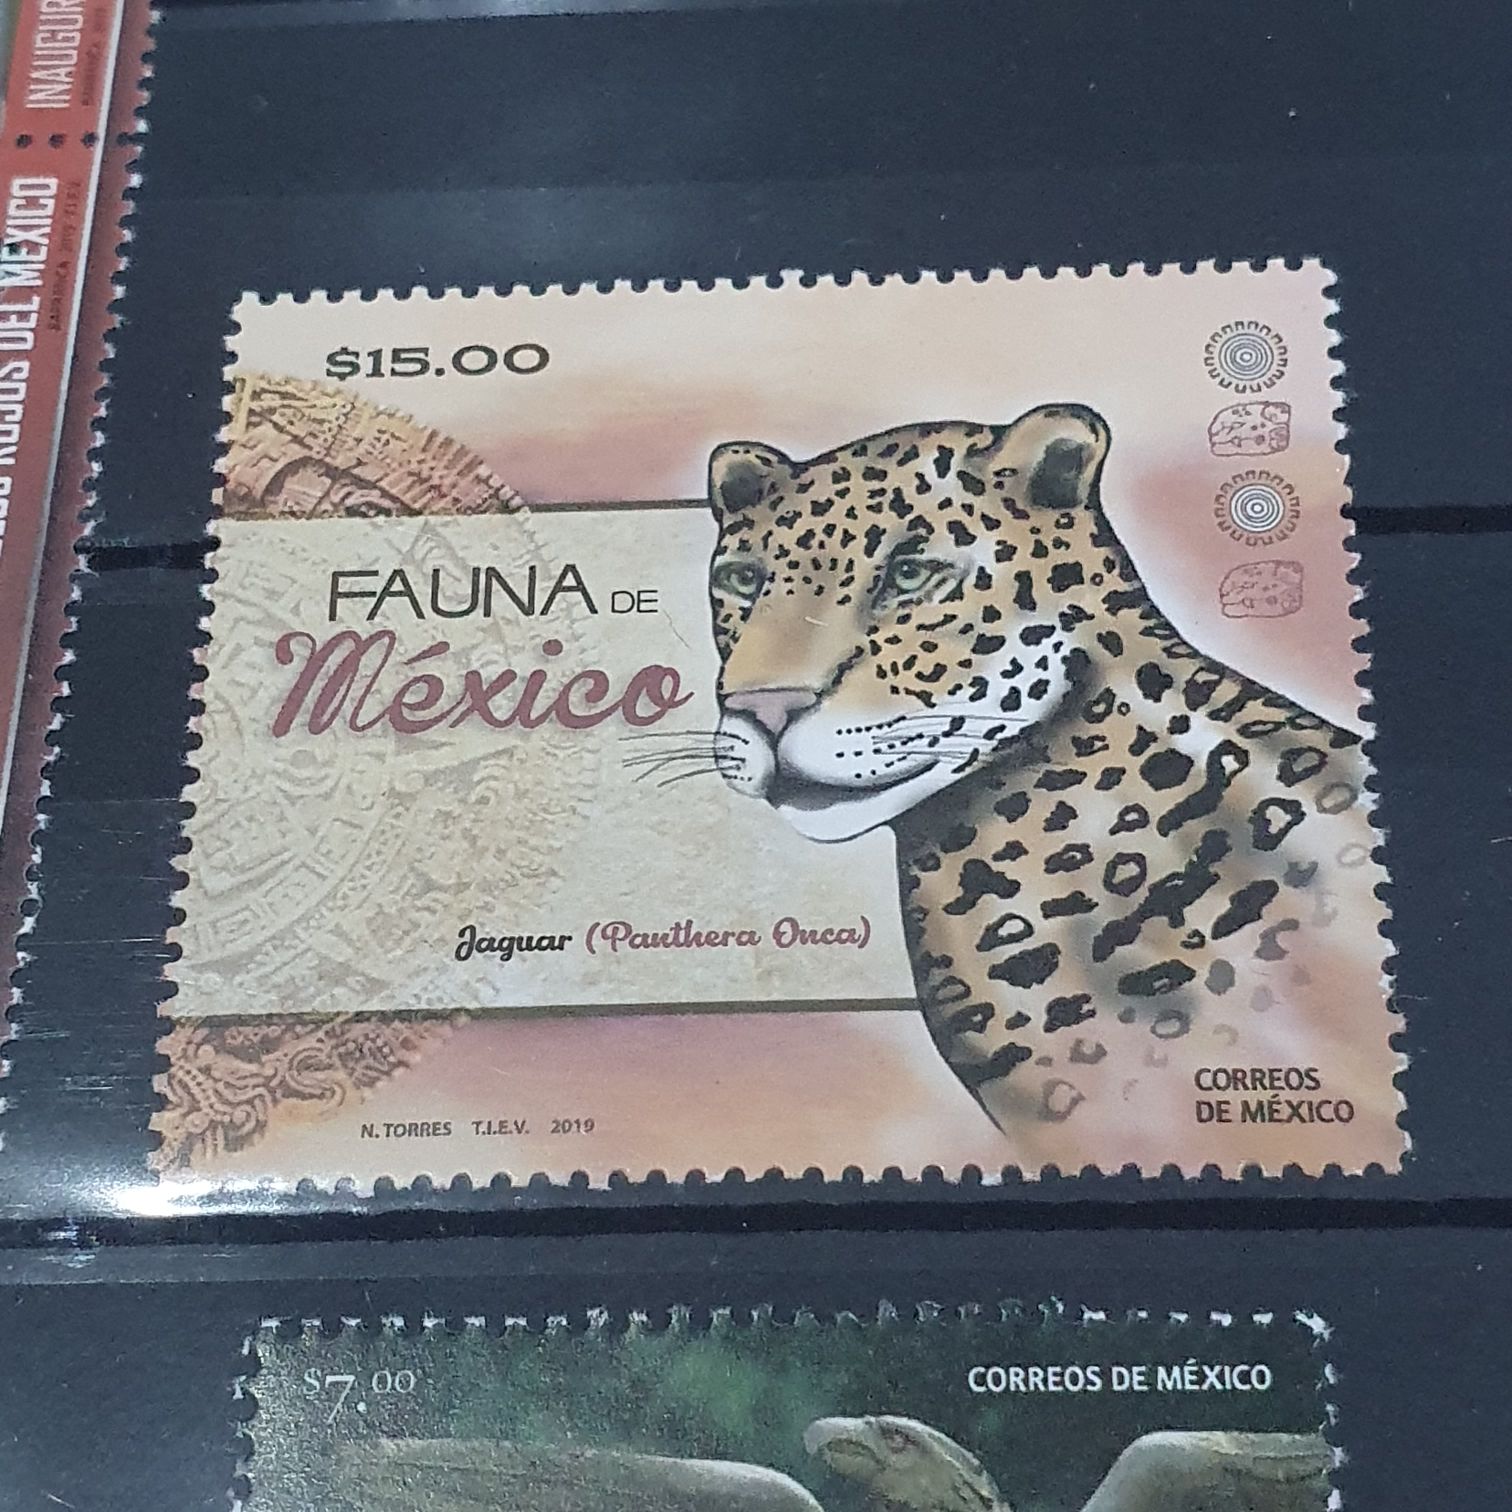 INAUGUR
ROJOS DEL MÉXICO
$15.00
FAUNA DE
México
Jaguar (Panthera Onca)
N. TORRES T.I.E.V. 2019
CORREOS
DE MÉXICO
$7.00
CORREOS DE MÉXICO